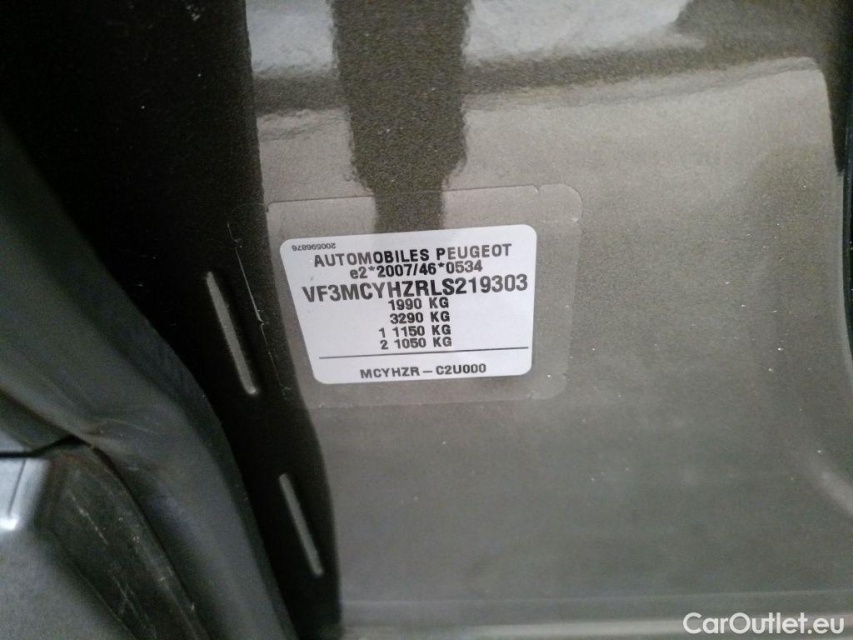 200596876
AUTOMOBILES PEUGEOT
e2*2007/46*0534
VF3MCYHZRLS219303
1990 KG
3290 KG
1 1150 KG
2 1050 KG
MCYHZR - C2U000
CarOutlet.eu